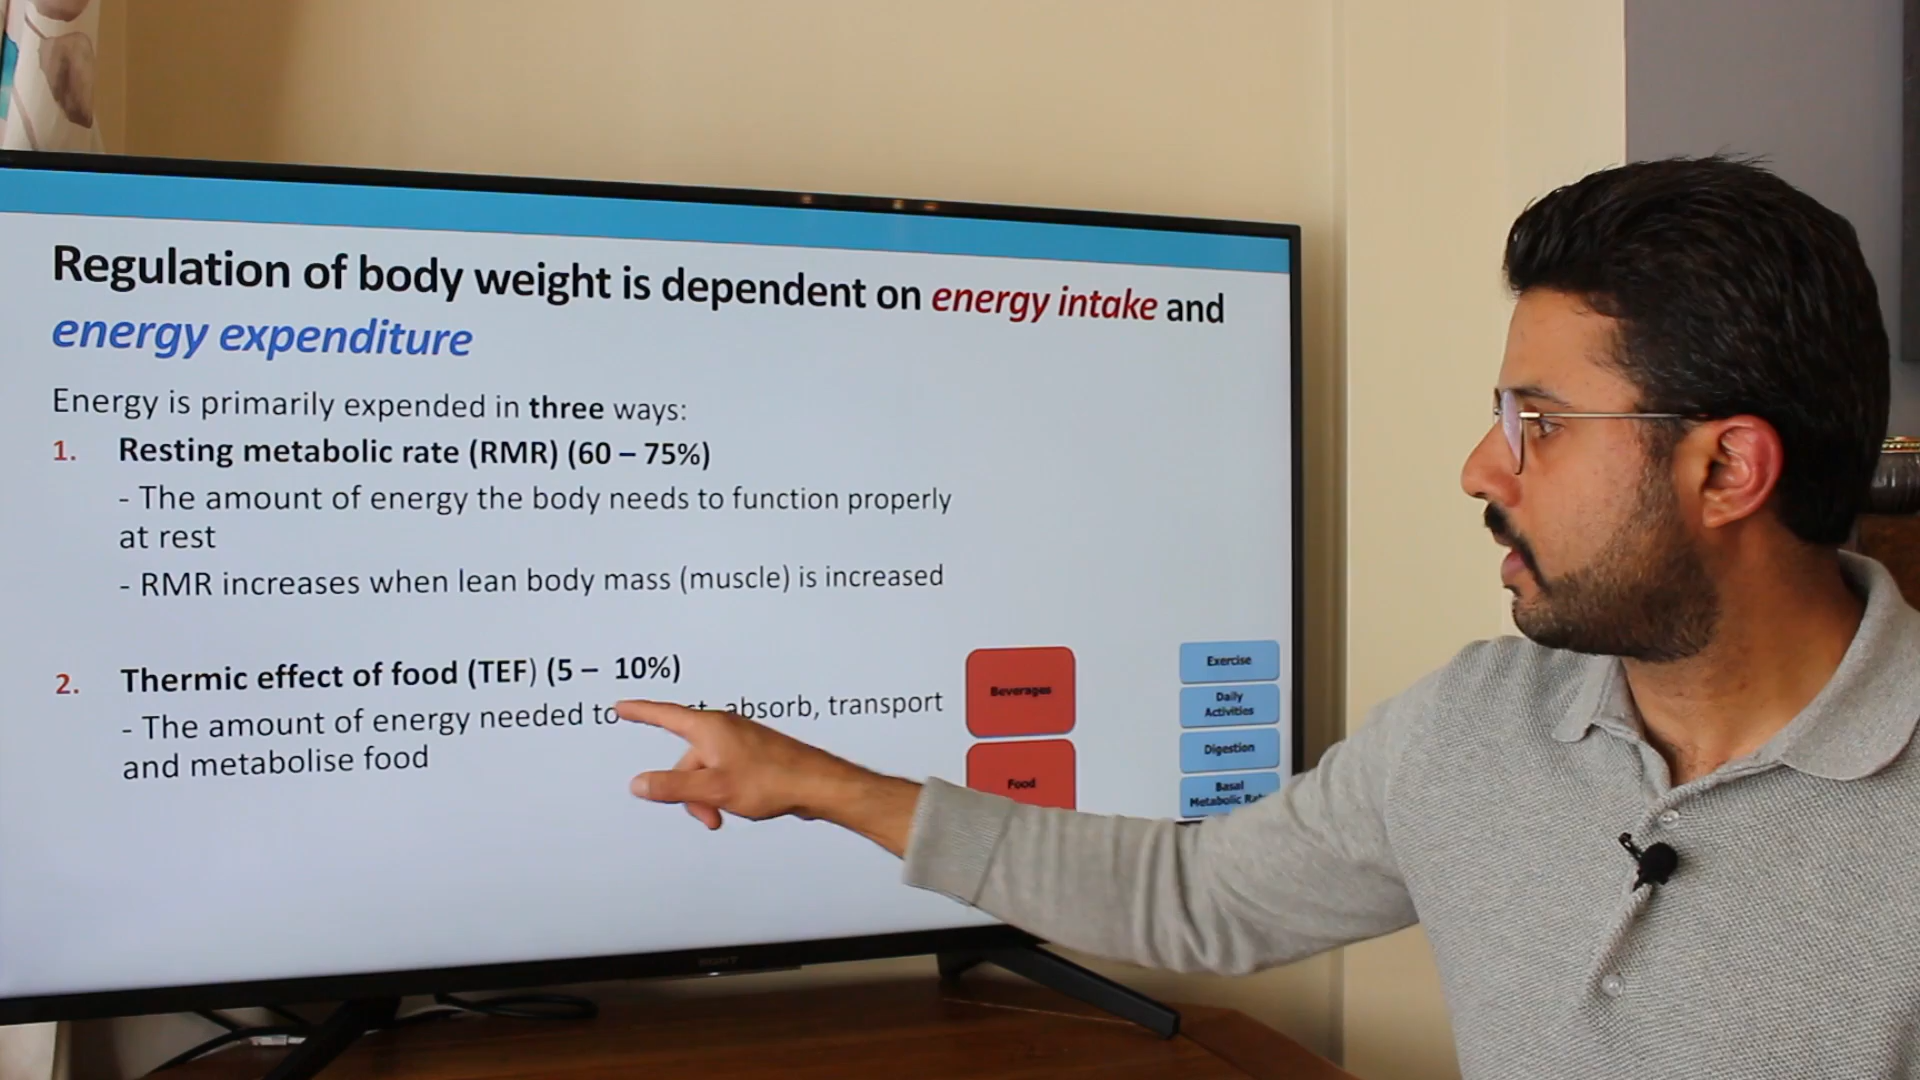 Regulation of body weight is dependent on energy intake and
energy expenditure
Energy is primarily expended in three ways:
1. Resting metabolic rate (RMR) (60 – 75%)
- The amount of energy the body needs to function properly
at rest
- RMR increases when lean body mass (muscle) is increased
2. Thermic effect of food (TEF) (5 – 10%)
- The amount of energy needed to absorb, transport
and metabolise food
Beverages
Food
Exercise
Daily
Activities
Digestion
Basal
Metabolic
SONY